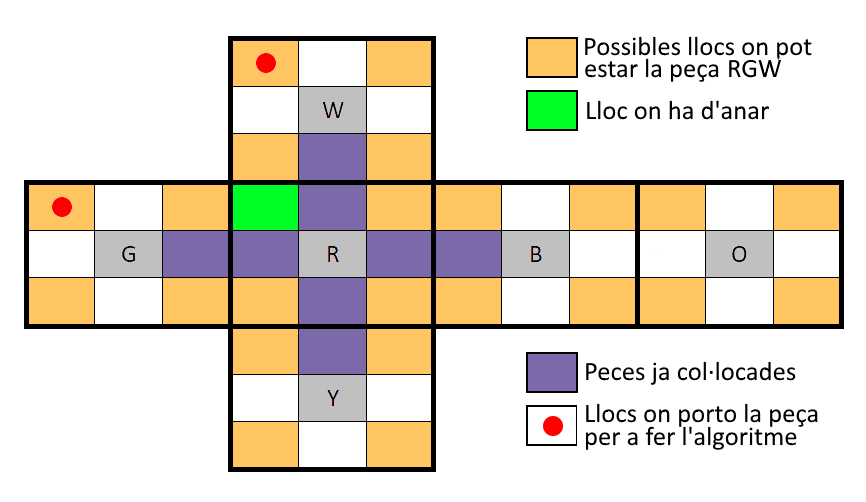 Possibles llocs on pot
estar la peça RGW
Lloc on ha d'anar
W
G
R
B
O
Y
Peces ja col·locades
Llocs on porto la peça
per a fer l'algoritme